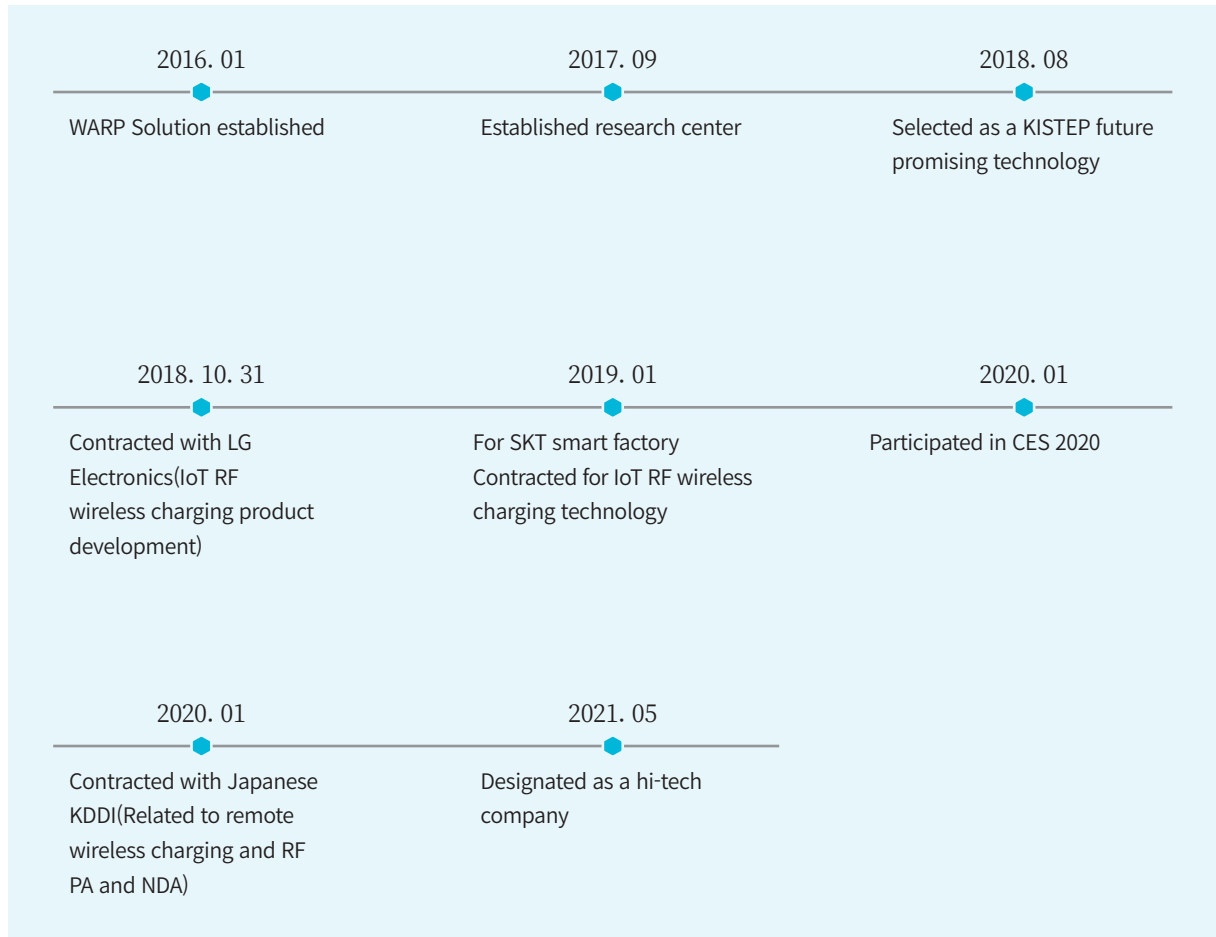 2016. 01
WARP Solution established
2017. 09
Established research center
2018. 08
Selected as a KISTEP future
promising technology
2018. 10. 31
Contracted with LG
Electronics(IoT RF
wireless charging product
development)
2019. 01
For SKT smart factory
Contracted for IoT RF wireless
charging technology
2020. 01
Participated in CES 2020
2020. 01
Contracted with Japanese
KDDI(Related to remote
wireless charging and RF
PA and NDA)
2021. 05
Designated as a hi-tech
company